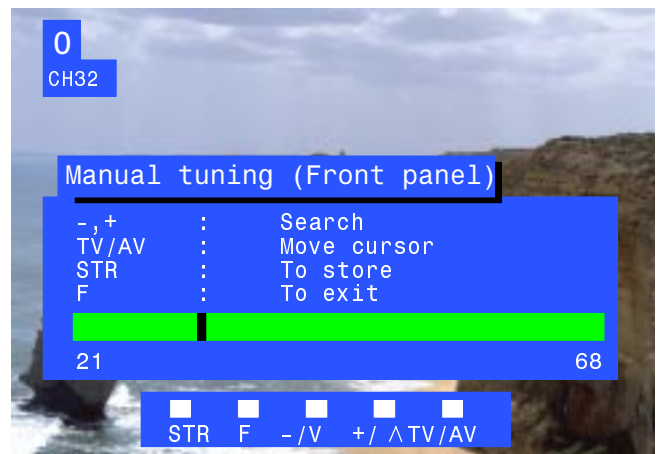 0
CH32
Manual tuning (Front panel)
-,+ : Search
TV/AV : Move cursor
STR : To store
F : To exit
21 68
STR F -/V +/ ∧ TV/AV